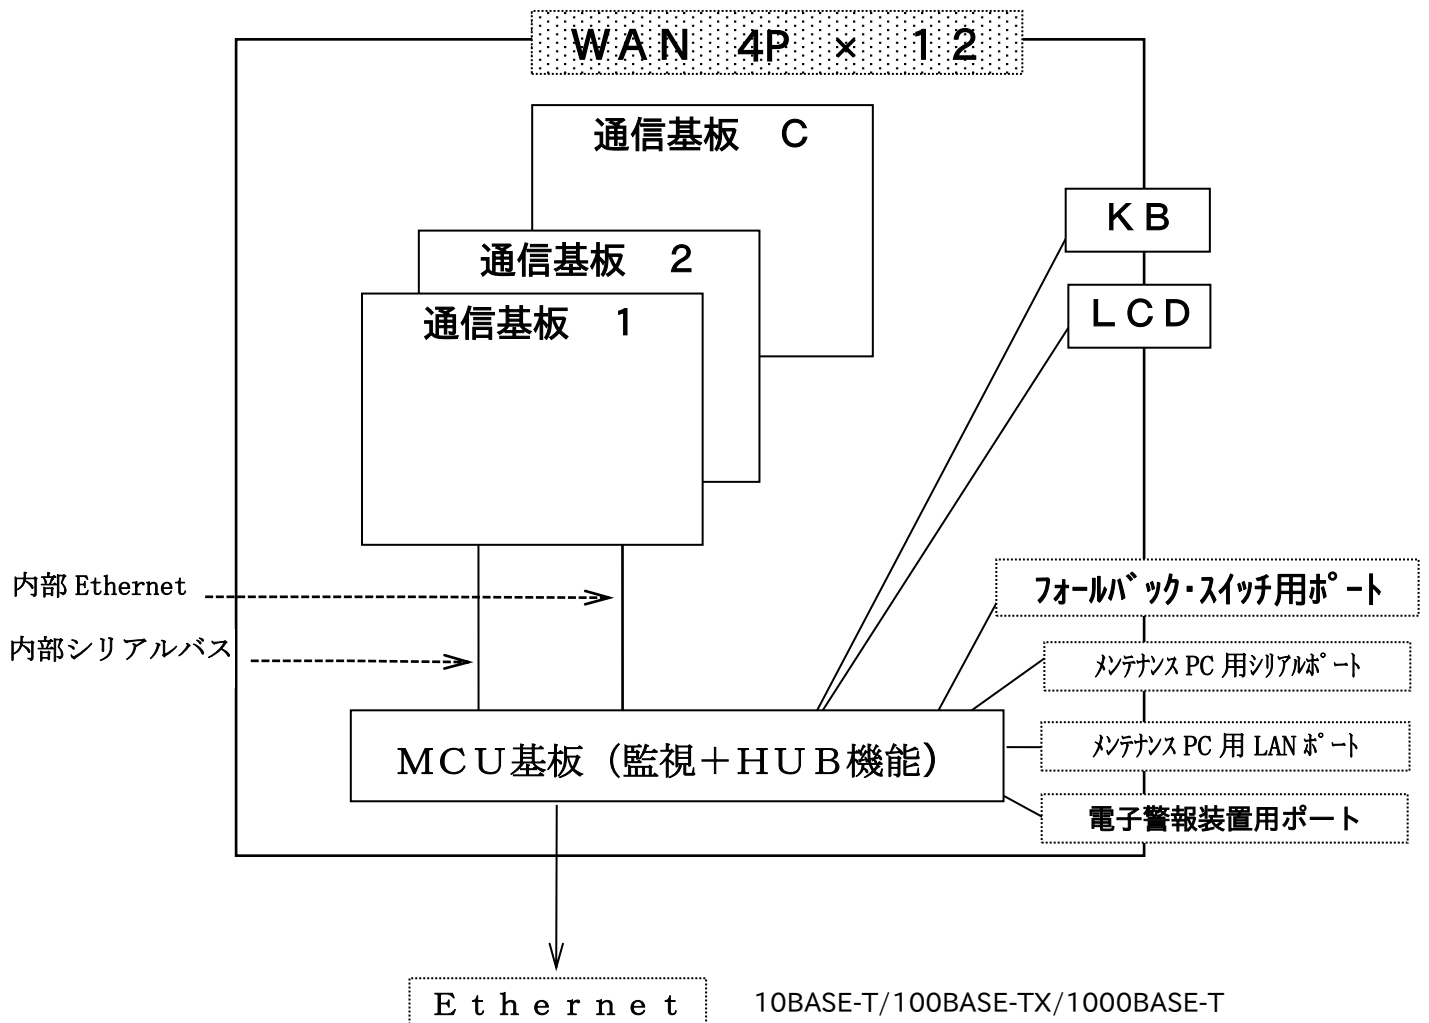 ＷＡＮ　４Ｐ　×　１２
通信基板　Ｃ
ＫＢ
通信基板　２
ＬＣＤ
通信基板　１
内部 Ethernet
フォールバック・スイッチ用ポート
内部シリアルバス
ﾒﾝﾃﾅﾝｽ PC 用ｼﾘｱﾙﾎﾟｰﾄ
ﾒﾝﾃﾅﾝｽ PC 用 LAN ﾎﾟｰﾄ
ＭＣＵ基板（監視＋ＨＵＢ機能）
電子警報装置用ポート
Ｅｔｈｅｒｎｅｔ
10BASE-T/100BASE-TX/1000BASE-T